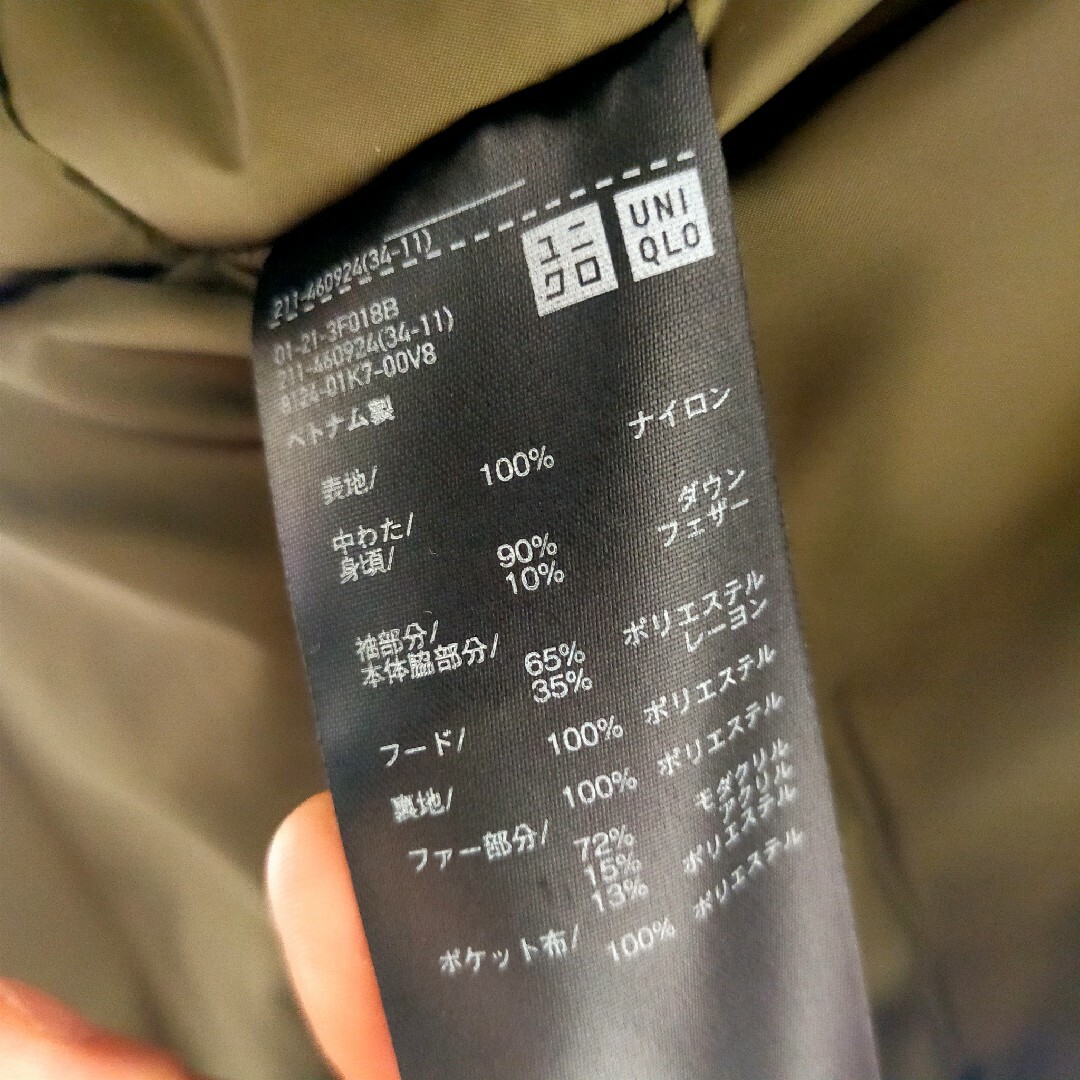 ユニ
クロ
UNI
QLO
211-460924(34-11)
01-21-3F018B
211-460924(34-11)
8124-01K7-00V8
ベトナム製
表地/ 100% ナイロン
中わた/
身頃/ 90% ダウン
10% フェザー
袖部分/
本体脇部分/ 65% ポリエステル
35% レーヨン
フード/ 100% ポリエステル
裏地/ 100% ポリエステル
ファー部分/ 72% モダクリル
15% アクリル
13% ポリエステル
ポケット布/ 100% ポリエステル